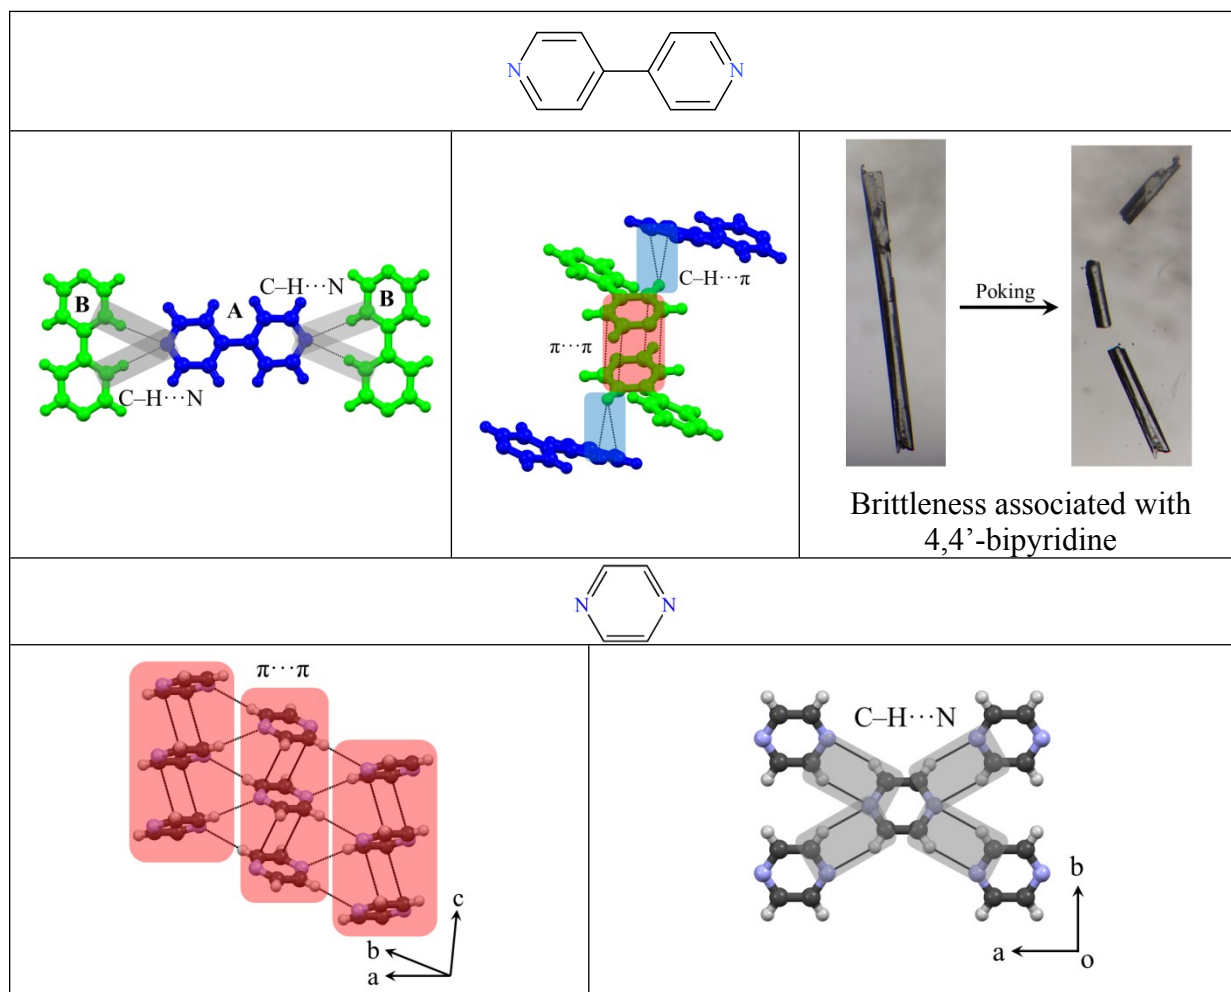 N
N
C–H···N
B
A
B
C–H···N
C–H···π
π···π
Poking
Brittleness associated with
4,4’-bipyridine
N
N
π···π
c
b
a
C–H···N
b
a
o